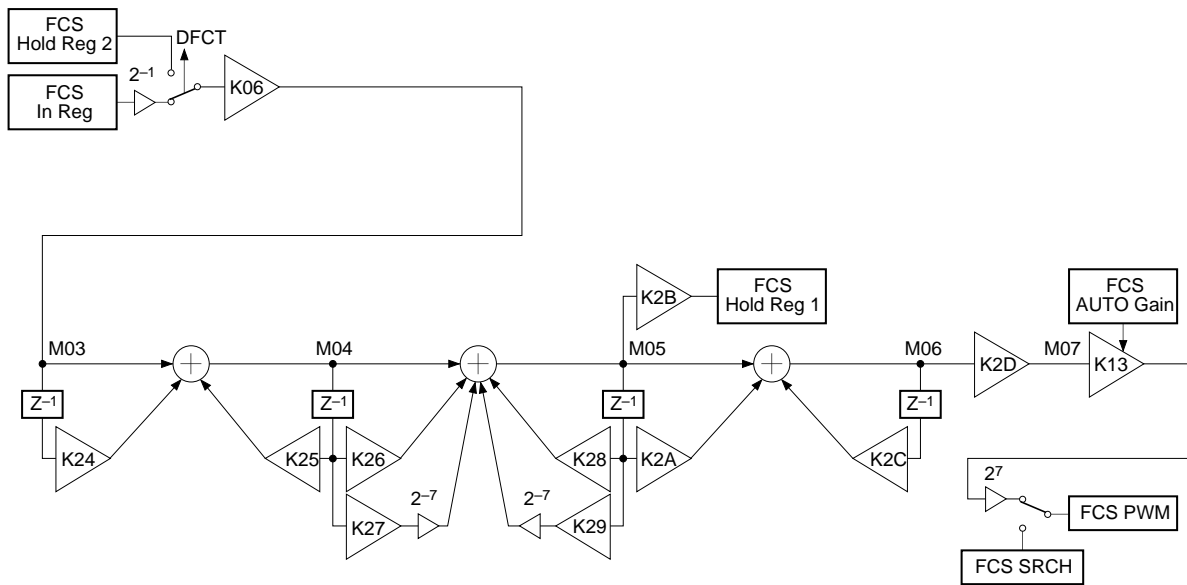 FCS
Hold Reg 2
DFCT
2⁻¹
FCS
In Reg
K06
K2B
FCS
Hold Reg 1
FCS
AUTO Gain
M03
M04
M05
M06
K2D
M07
K13
Z⁻¹
Z⁻¹
Z⁻¹
Z⁻¹
K24
K25
K26
K28
K2A
K2C
K27
2⁻⁷
2⁻⁷
K29
2⁷
FCS PWM
FCS SRCH